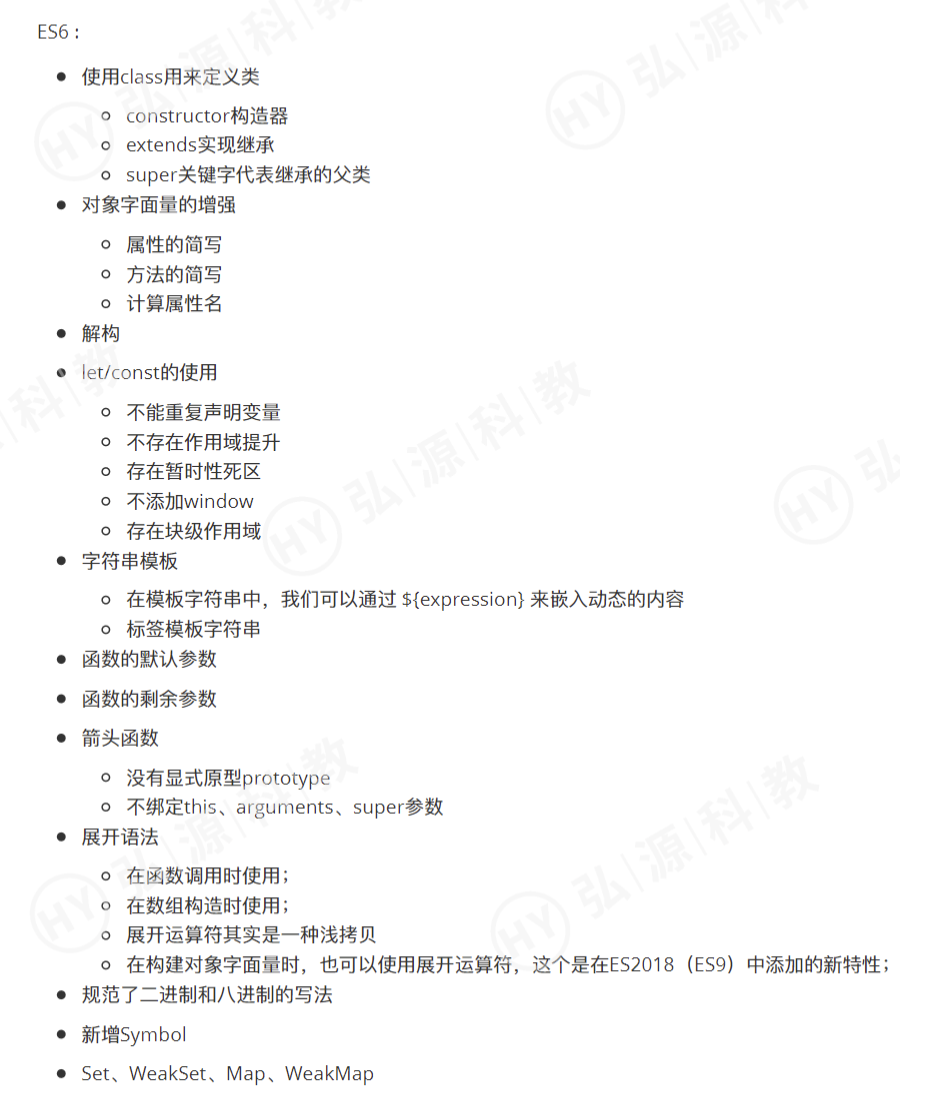 ES6：
使用class用来定义类
constructor构造器
extends实现继承
super关键字代表继承的父类
对象字面量的增强
属性的简写
方法的简写
计算属性名
解构
let/const的使用
不能重复声明变量
不存在作用域提升
存在暂时性死区
不添加window
存在块级作用域
字符串模板
在模板字符串中，我们可以通过 ${expression} 来嵌入动态的内容
标签模板字符串
函数的默认参数
函数的剩余参数
箭头函数
没有显式原型prototype
不绑定this、arguments、super参数
展开语法
在函数调用时使用；
在数组构造时使用；
展开运算符其实是一种浅拷贝
在构建对象字面量时，也可以使用展开运算符，这个是在ES2018（ES9）中添加的新特性；
规范了二进制和八进制的写法
新增Symbol
Set、WeakSet、Map、WeakMap
HY 弘|源|科|教